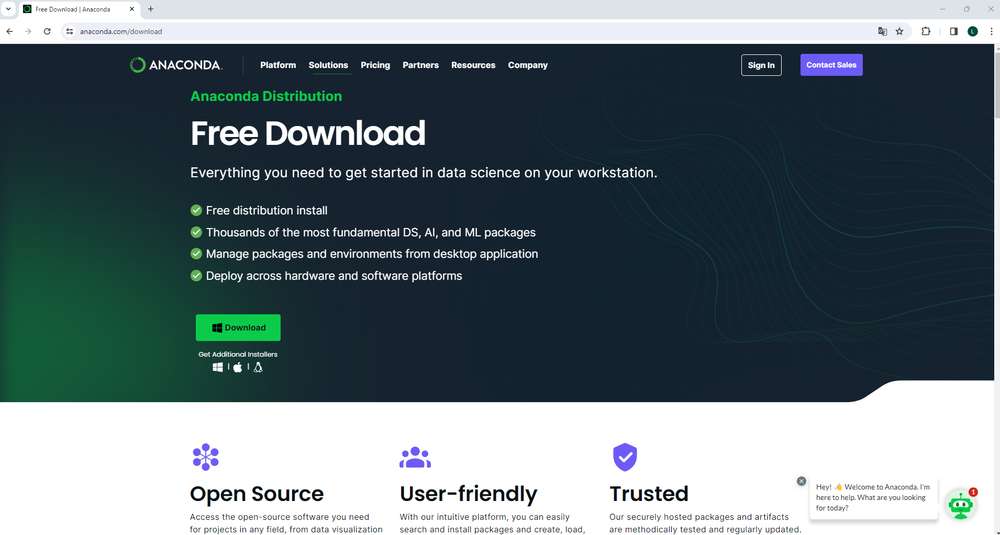 Free Download | Anaconda
anaconda.com/download
L
ANACONDA.
Platform Solutions Pricing Partners Resources Company
Sign In
Contact Sales
Anaconda Distribution
Free Download
Everything you need to get started in data science on your workstation.
Free distribution install
Thousands of the most fundamental DS, AI, and ML packages
Manage packages and environments from desktop application
Deploy across hardware and software platforms
Download
Get Additional Installers
Open Source
Access the open-source software you need
for projects in any field, from data visualization
User-friendly
With our intuitive platform, you can easily
search and install packages and create, load,
Trusted
Our securely hosted packages and artifacts
are methodically tested and regularly updated.
Hey! 👋 Welcome to Anaconda. I'm
here to help. What are you looking
for today?
1